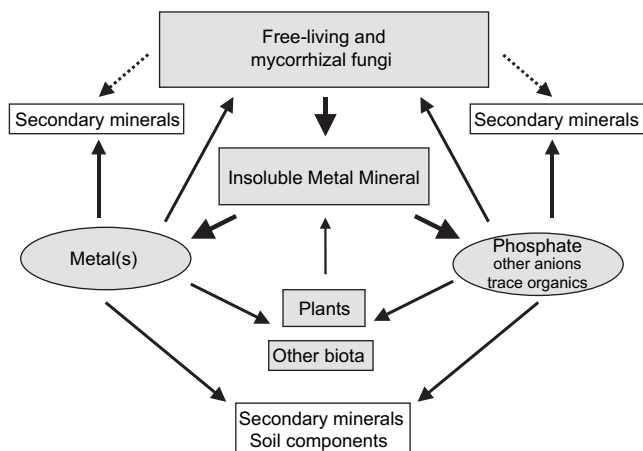 Free-living and
mycorrhizal fungi
Secondary minerals
Secondary minerals
Insoluble Metal Mineral
Metal(s)
Phosphate
other anions
trace organics
Plants
Other biota
Secondary minerals
Soil components